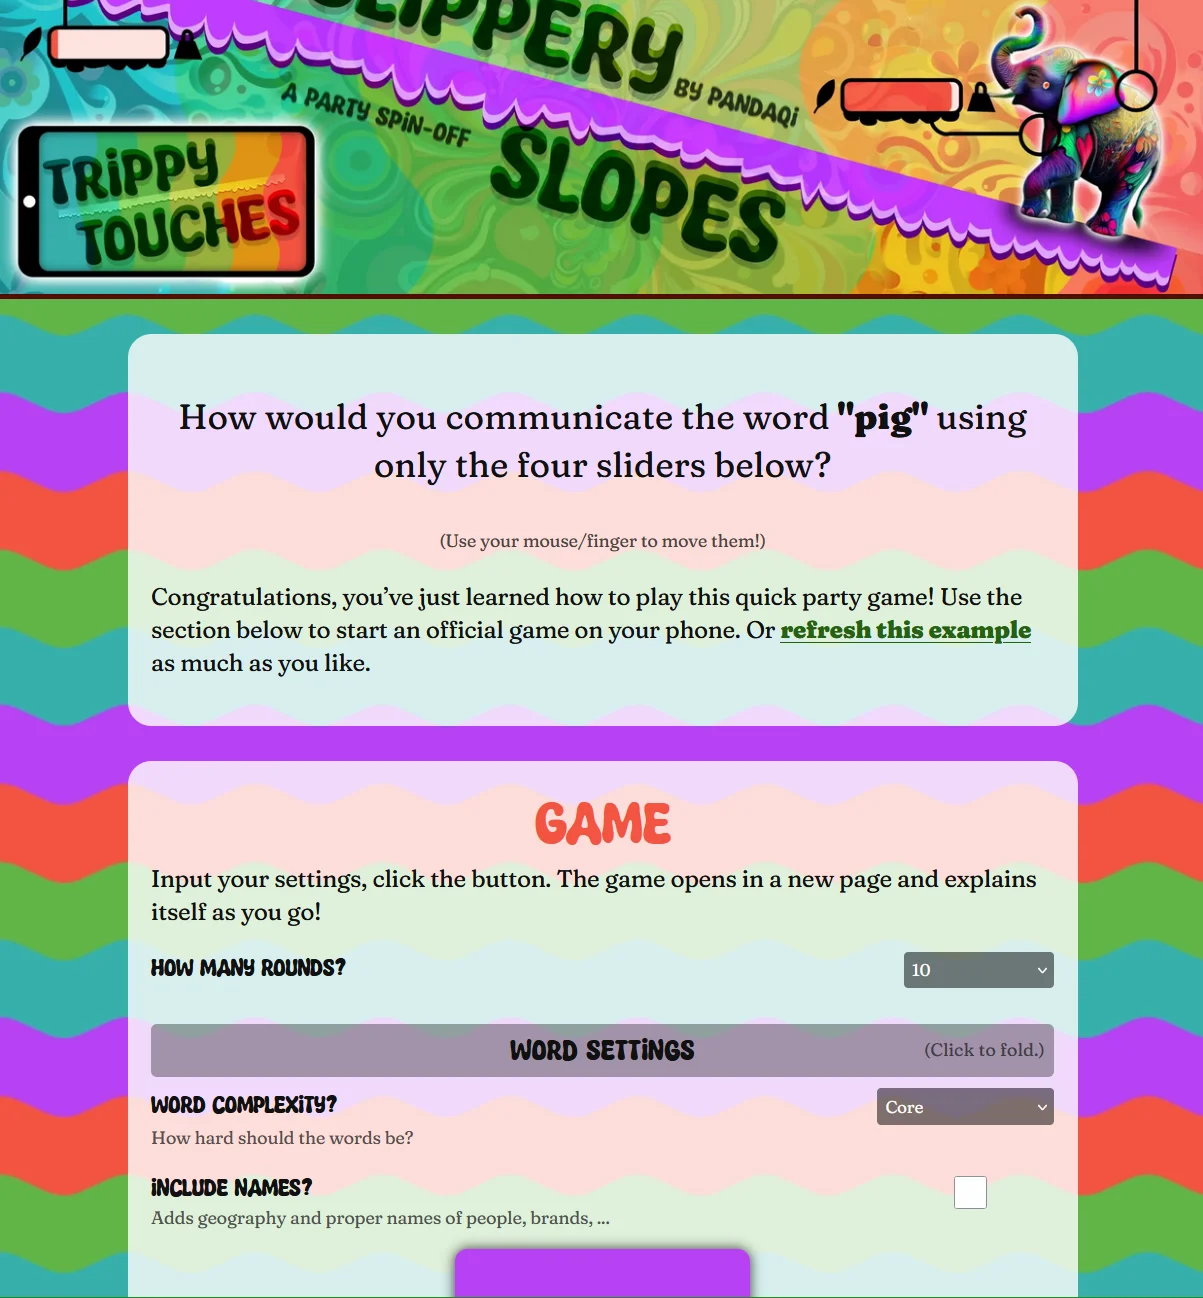 SLIPPERY
BY PANDAQI
A PARTY SPIN-OFF
SLOPES
TRIPPY
TOUCHES
How would you communicate the word "pig" using
only the four sliders below?
(Use your mouse/finger to move them!)
Congratulations, you’ve just learned how to play this quick party game! Use the
section below to start an official game on your phone. Or refresh this example
as much as you like.
GAME
Input your settings, click the button. The game opens in a new page and explains
itself as you go!
HOW MANY ROUNDS?
10
WORD SETTINGS
(Click to fold.)
WORD COMPLEXITY?
Core
How hard should the words be?
INCLUDE NAMES?
Adds geography and proper names of people, brands, ...